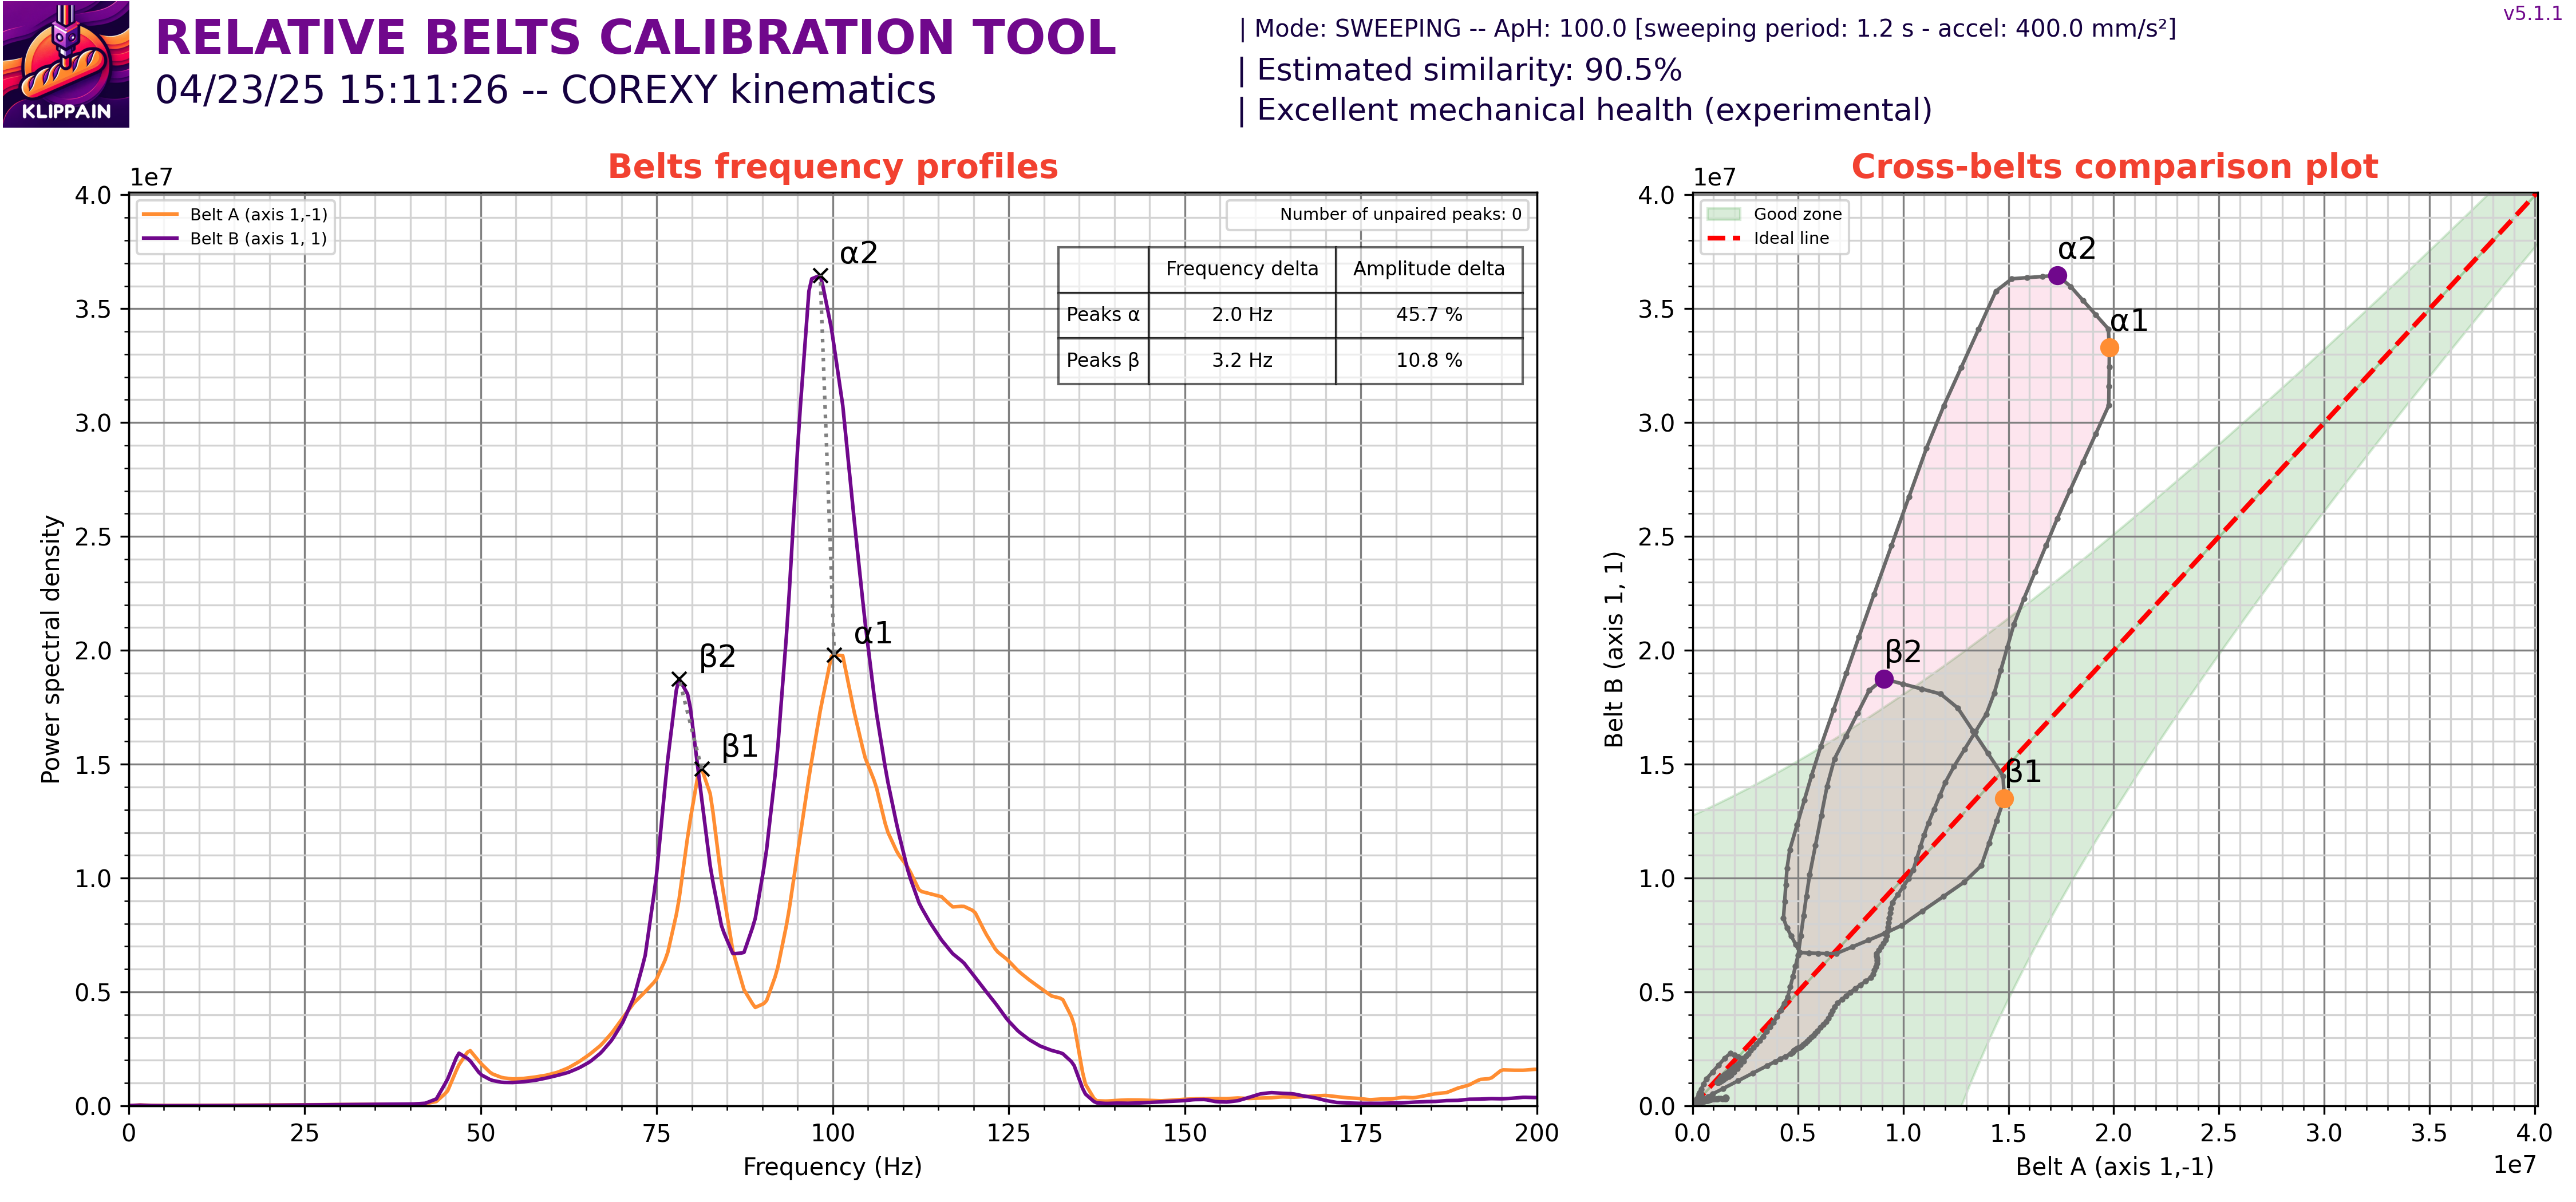 KLIPPAIN
RELATIVE BELTS CALIBRATION TOOL
04/23/25 15:11:26 -- COREXY kinematics
| Mode: SWEEPING -- ApH: 100.0 [sweeping period: 1.2 s - accel: 400.0 mm/s²]
| Estimated similarity: 90.5%
| Excellent mechanical health (experimental)
v5.1.1
Belts frequency profiles
1e7
Belt A (axis 1,-1)
Belt B (axis 1, 1)
Number of unpaired peaks: 0
Frequency delta Amplitude delta
Peaks α 2.0 Hz 45.7 %
Peaks β 3.2 Hz 10.8 %
α2
α1
β2
β1
4.0
3.5
3.0
2.5
2.0
1.5
1.0
0.5
0.0
Power spectral density
0 25 50 75 100 125 150 175 200
Frequency (Hz)
Cross-belts comparison plot
1e7
Good zone
Ideal line
α2
α1
β2
β1
4.0
3.5
3.0
2.5
2.0
1.5
1.0
0.5
0.0
Belt B (axis 1, 1)
0.0 0.5 1.0 1.5 2.0 2.5 3.0 3.5 4.0
Belt A (axis 1,-1)
1e7